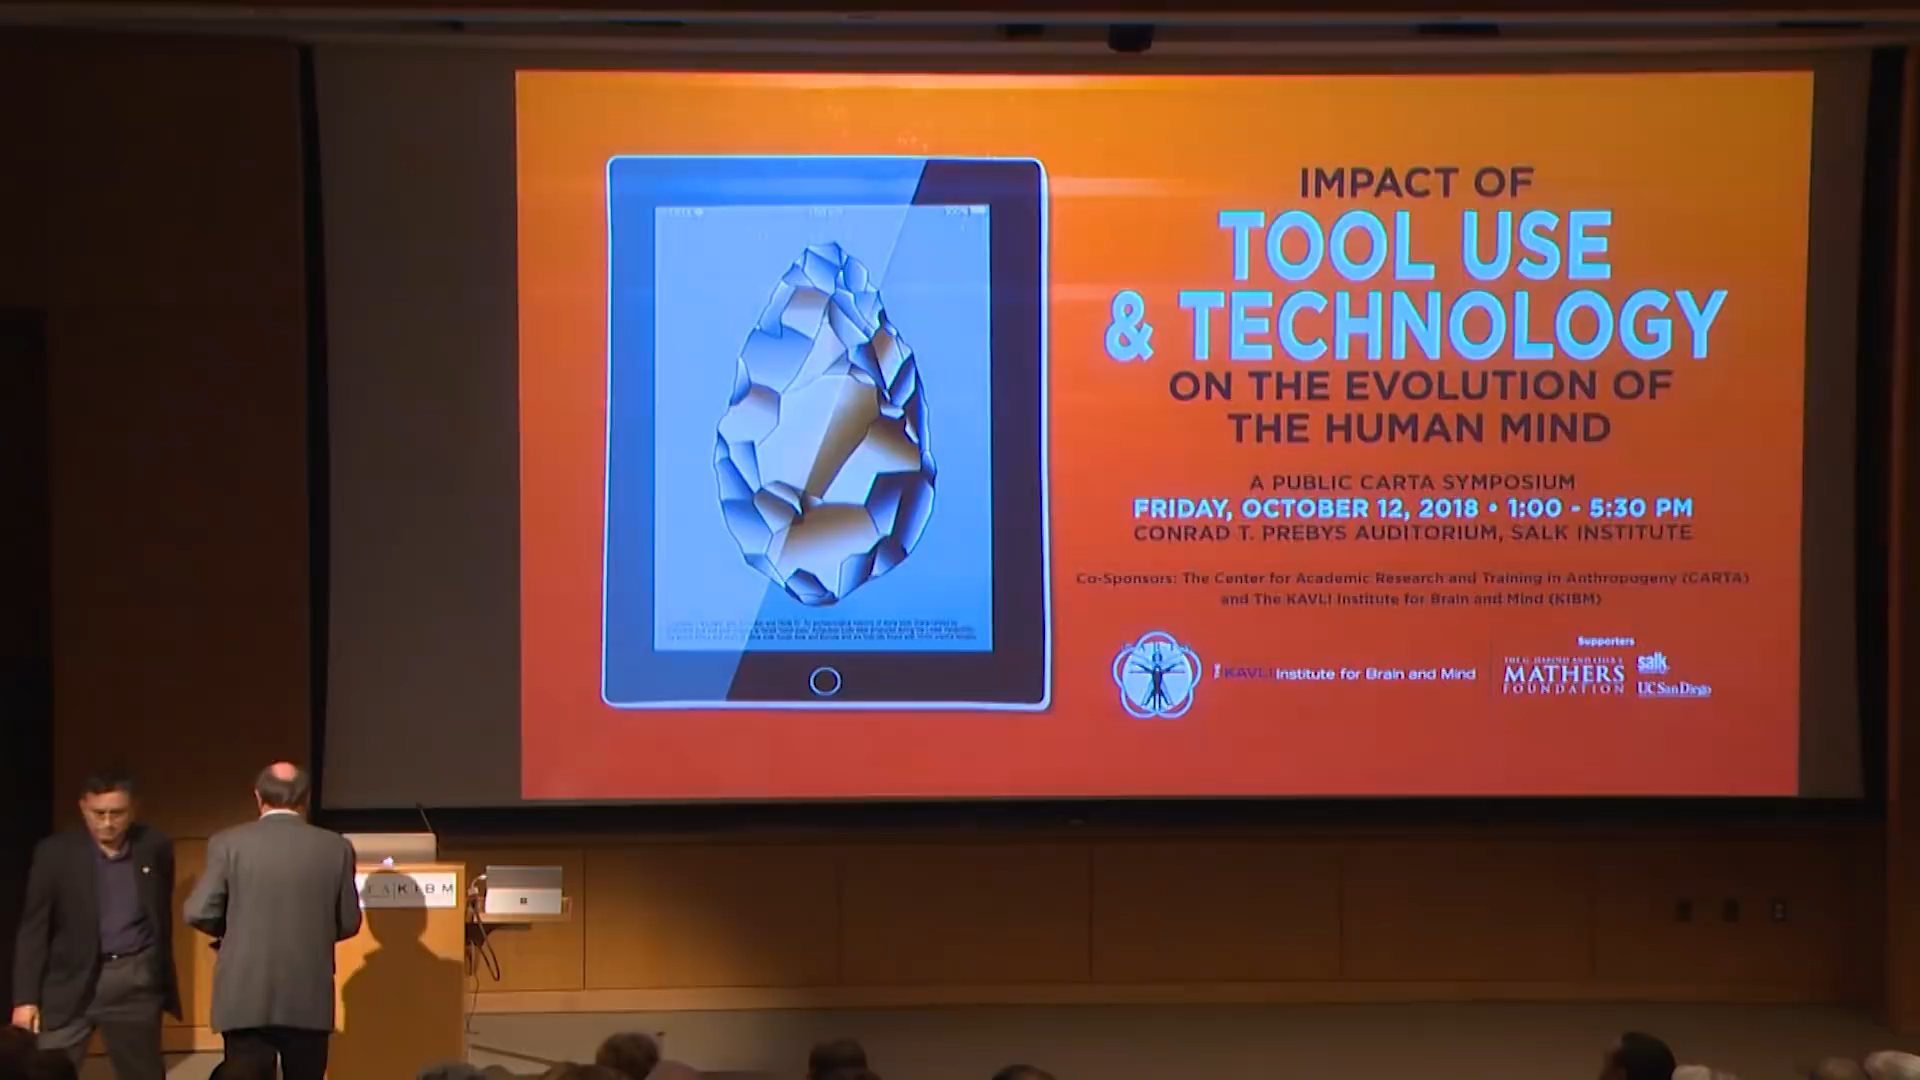 IMPACT OF
TOOL USE
& TECHNOLOGY
ON THE EVOLUTION OF
THE HUMAN MIND
A PUBLIC CARTA SYMPOSIUM
FRIDAY, OCTOBER 12, 2018 • 1:00 - 5:30 PM
CONRAD T. PREBYS AUDITORIUM, SALK INSTITUTE
Co-Sponsors: The Center for Academic Research and Training in Anthropogeny (CARTA)
and The KAVLI Institute for Brain and Mind (KIBM)
THE KAVLI Institute for Brain and Mind
Supporters
MATHERS
FOUNDATION
salk
UC San Diego
100%
KIBM